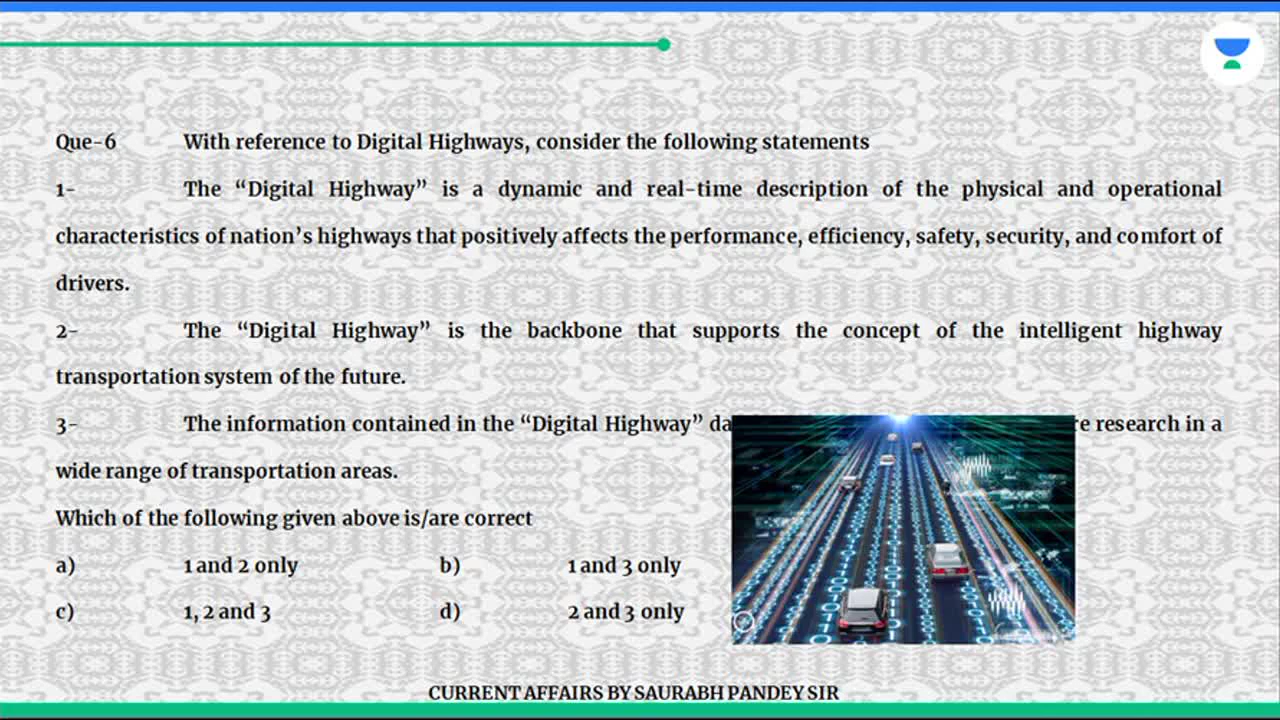 Que-6 With reference to Digital Highways, consider the following statements
1- The “Digital Highway” is a dynamic and real-time description of the physical and operational
characteristics of nation’s highways that positively affects the performance, efficiency, safety, security, and comfort of
drivers.
2- The “Digital Highway” is the backbone that supports the concept of the intelligent highway
transportation system of the future.
3- The information contained in the “Digital Highway” research in a
wide range of transportation areas.
Which of the following given above is/are correct
a) 1 and 2 only b) 1 and 3 only
c) 1, 2 and 3 d) 2 and 3 only
CURRENT AFFAIRS BY SAURABH PANDEY SIR